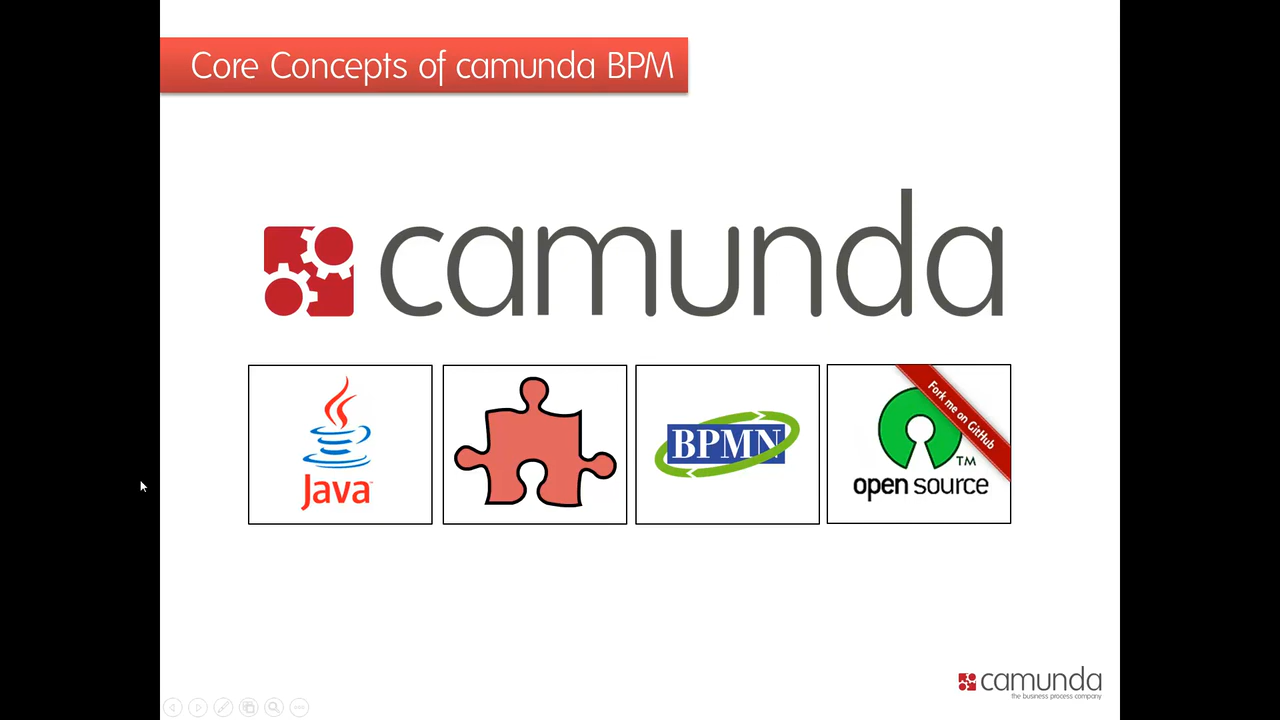 Core Concepts of camunda BPM
camunda
Java™
BPMN
Fork me on GitHub
TM
open source
camunda
the business process company